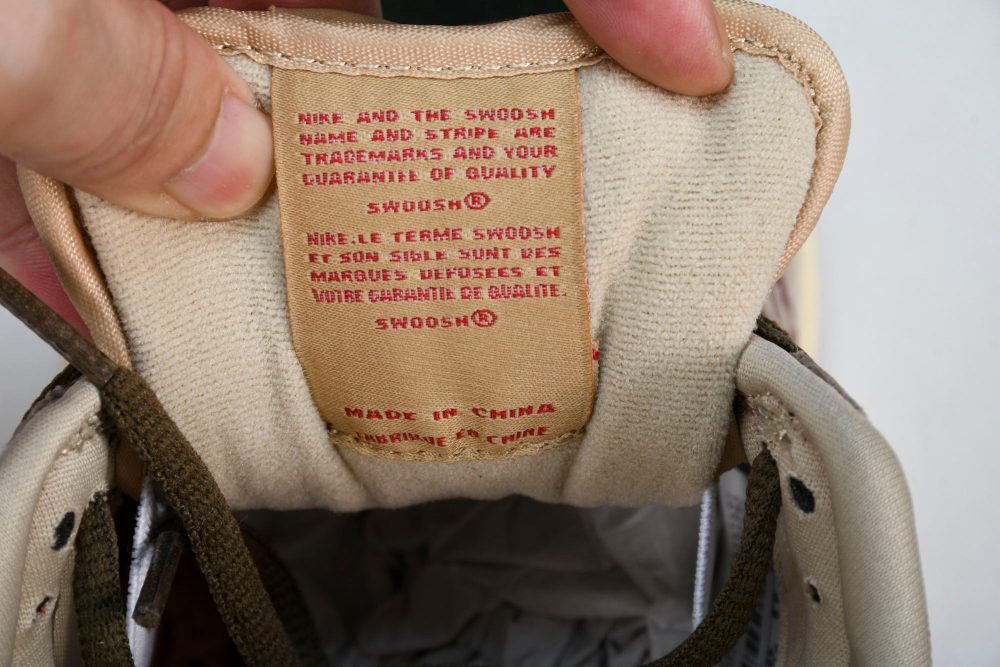 NIKE AND THE SWOOSH
NAME AND STRIPE ARE
TRADEMARKS AND YOUR
GUARANTEE OF QUALITY
SWOOSH®
NIKE.LE TERME SWOOSH
ET SON SIGLE SONT DES
MARQUES DEPOSEES ET
VOTRE GARANTIE DE QUALITE.
SWOOSH®
MADE IN CHINA
FABRIQUE EN CHINE